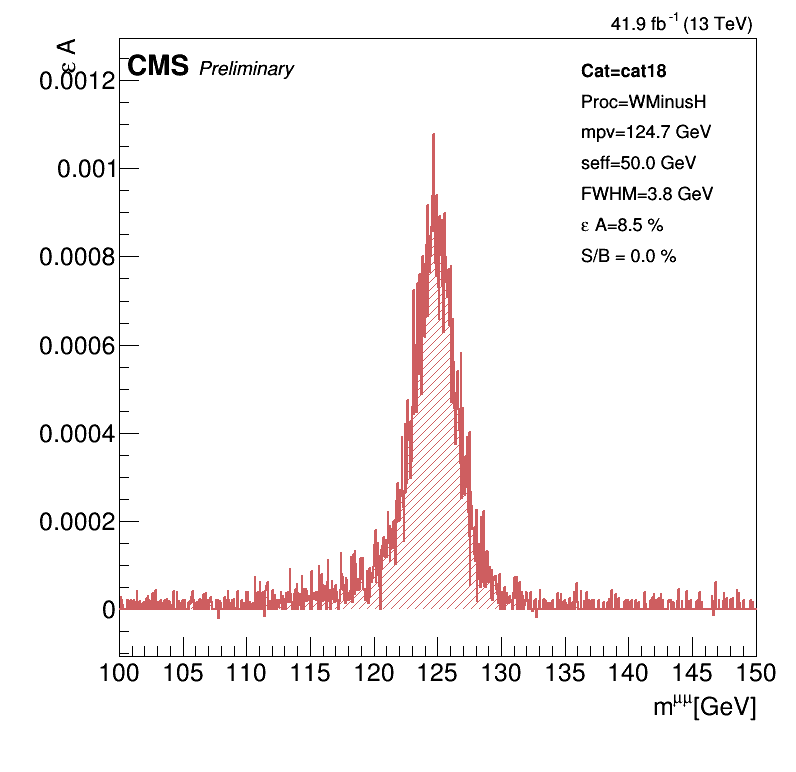 41.9 fb-1 (13 TeV)
ε A
CMS Preliminary
Cat=cat18
Proc=WMinusH
mpv=124.7 GeV
seff=50.0 GeV
FWHM=3.8 GeV
ε A=8.5 %
S/B = 0.0 %
0.0012
0.001
0.0008
0.0006
0.0004
0.0002
0
100 105 110 115 120 125 130 135 140 145 150
mμμ[GeV]